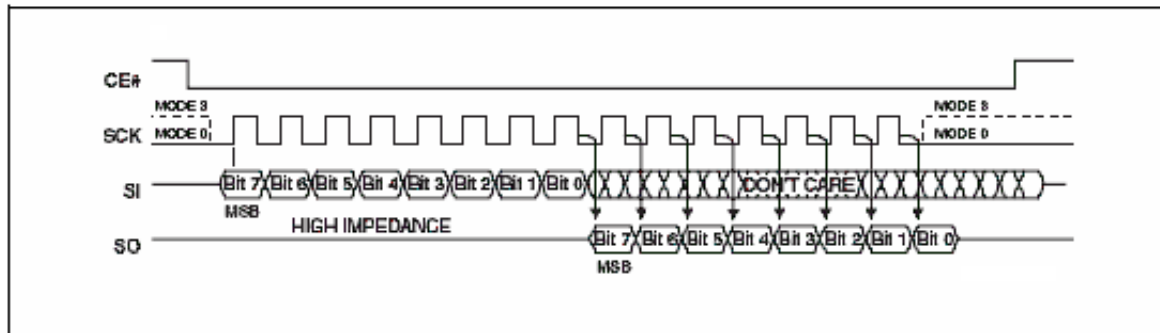 CE#
MODE 3 MODE 3
SCK MODE 0 MODE 0
SI Bit 7 Bit 6 Bit 5 Bit 4 Bit 3 Bit 2 Bit 1 Bit 0 DON'T CARE
MSB
HIGH IMPEDANCE
SO Bit 7 Bit 6 Bit 5 Bit 4 Bit 3 Bit 2 Bit 1 Bit 0
MSB